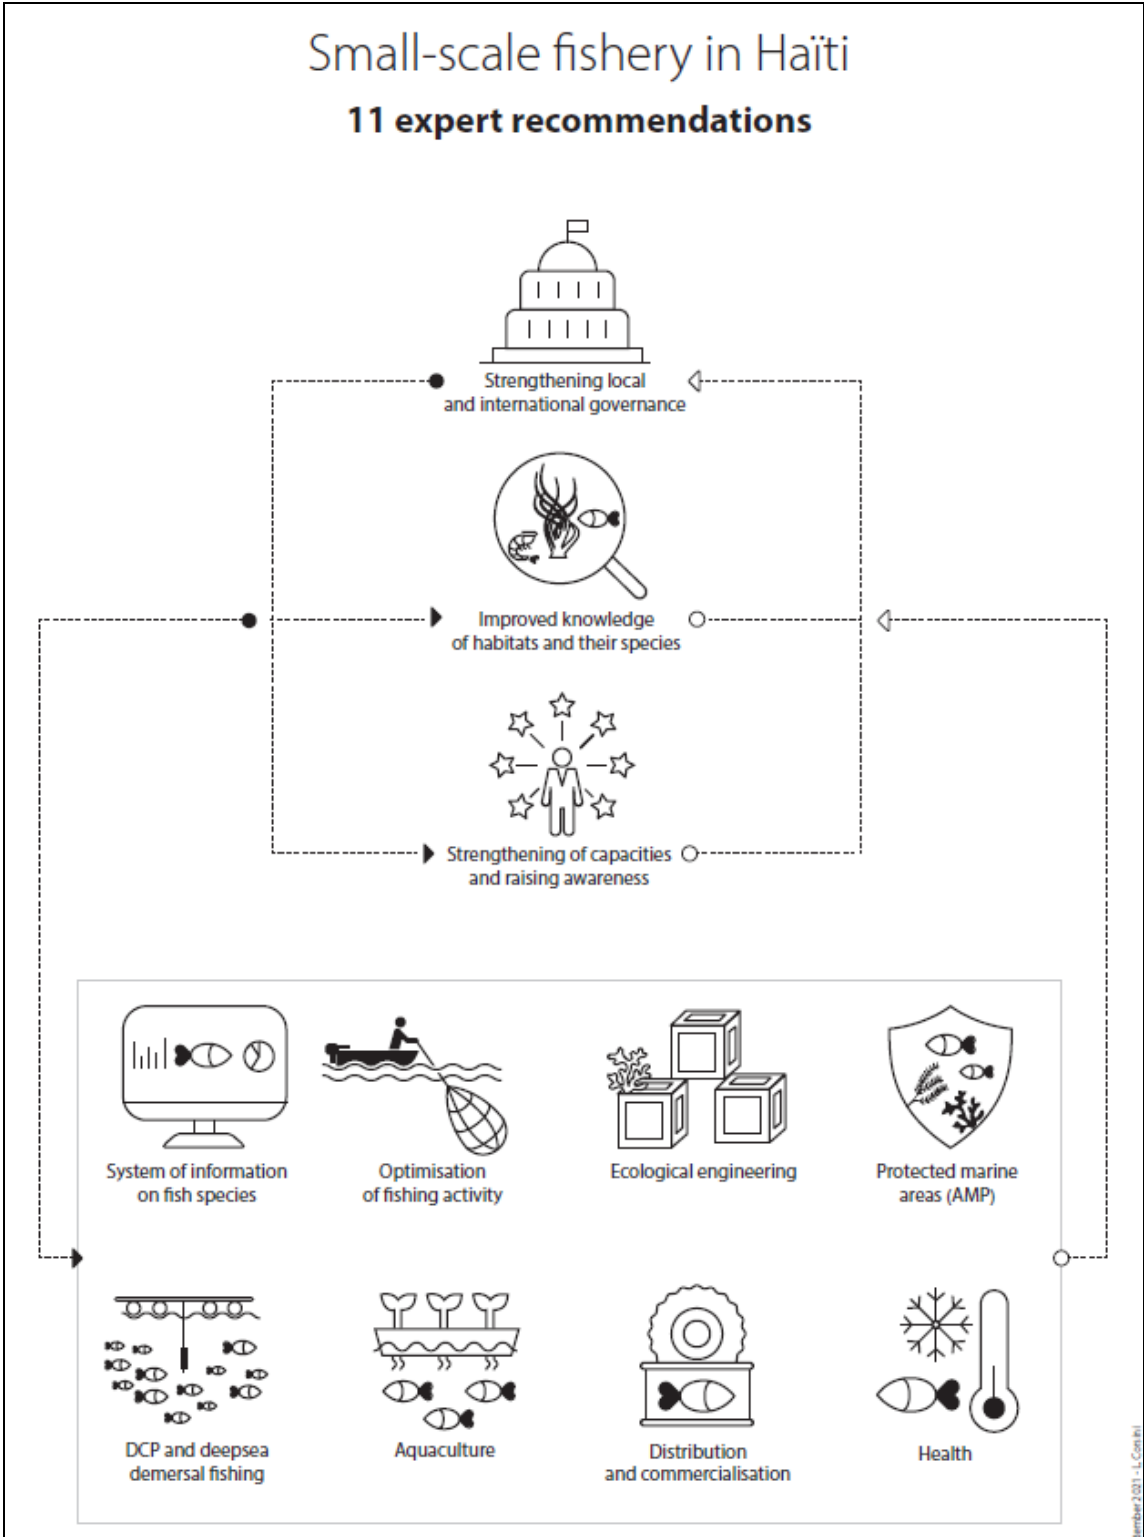 Small-scale fishery in Haïti
11 expert recommendations
Strengthening local
and international governance
Improved knowledge
of habitats and their species
Strengthening of capacities
and raising awareness
System of information
on fish species
Optimisation
of fishing activity
Ecological engineering
Protected marine
areas (AMP)
DCP and deepsea
demersal fishing
Aquaculture
Distribution
and commercialisation
Health
2021 - L.